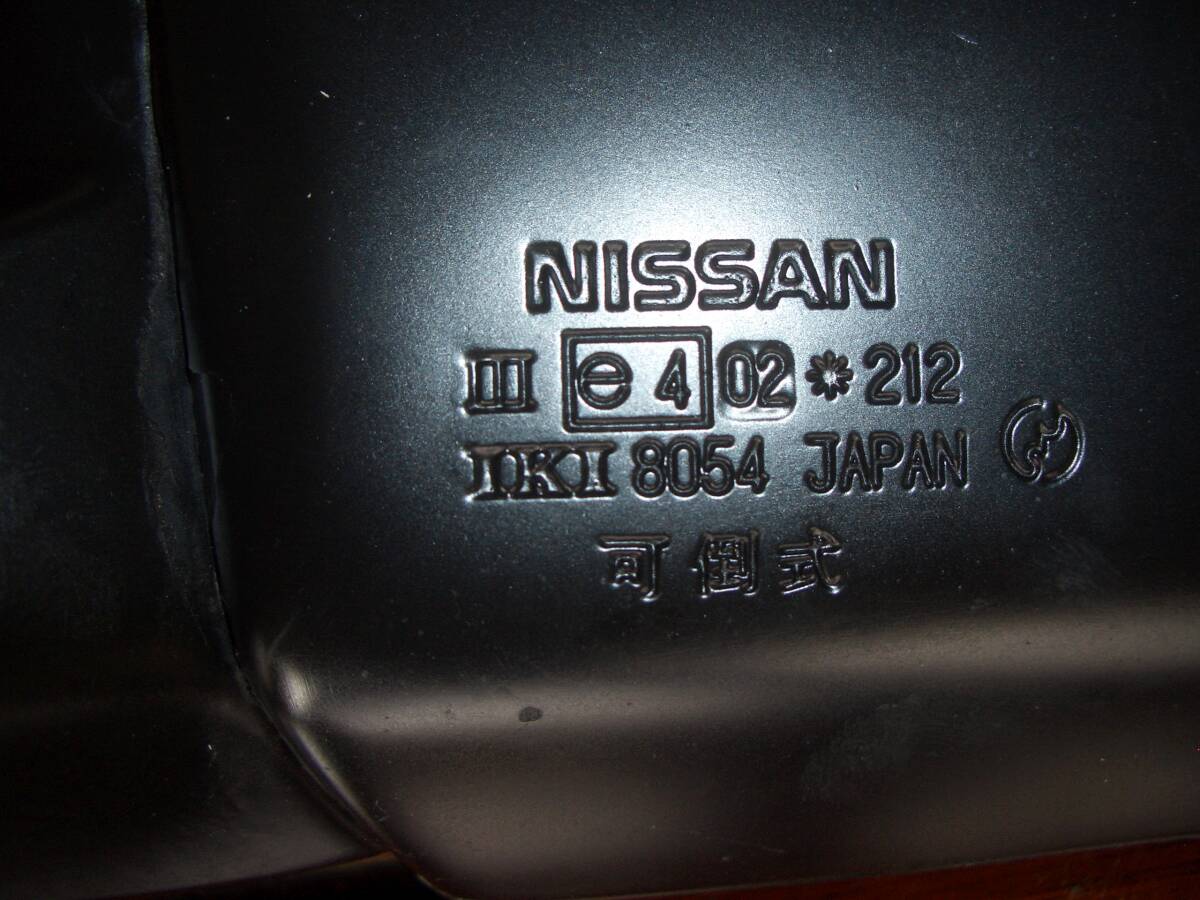 NISSAN
III e 4 02 * 212
IKI 8054 JAPAN
可倒式